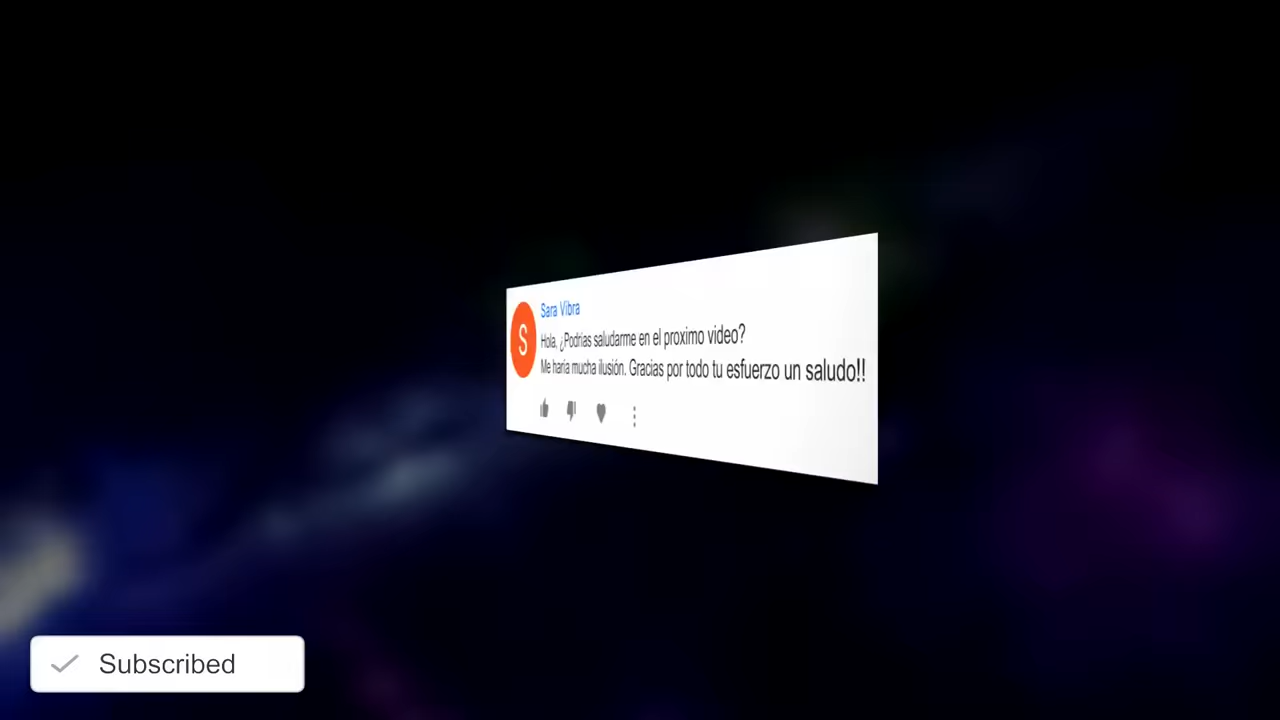 Sara Vibra
S
Hola, ¿Podrías saludarme en el proximo video?
Me haría mucha ilusión. Gracias por todo tu esfuerzo un saludo!!
Subscribed